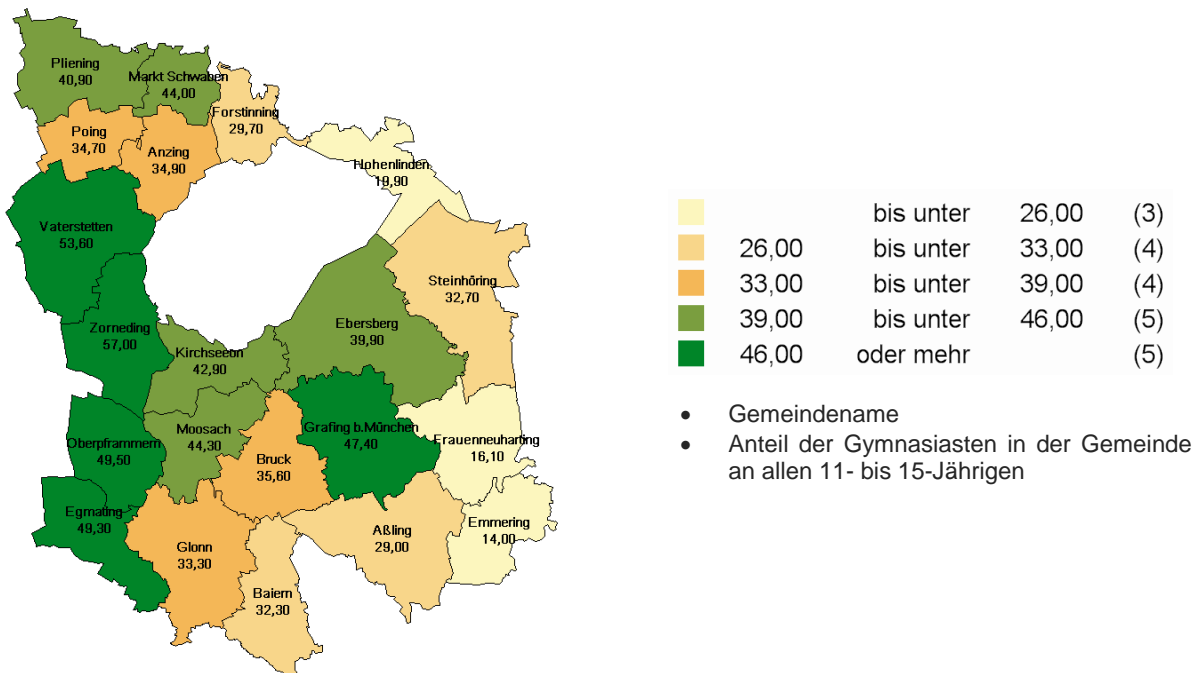 Pliening
40,90
Markt Schwaben
44,00
Forstinning
29,70
Poing
34,70
Anzing
34,90
Hohenlinden
19,90
Vaterstetten
53,60
Steinhöring
32,70
Zorneding
57,00
Ebersberg
39,90
Kirchseeon
42,90
Moosach
44,30
Grafing b.München
47,40
Frauenneuharting
16,10
Oberpframmern
49,50
Bruck
35,60
Egmating
49,30
Glonn
33,30
Aßling
29,00
Emmering
14,00
Baiern
32,30
bis unter 26,00 (3)
26,00 bis unter 33,00 (4)
33,00 bis unter 39,00 (4)
39,00 bis unter 46,00 (5)
46,00 oder mehr (5)
• Gemeindename
• Anteil der Gymnasiasten in der Gemeinde
an allen 11- bis 15-Jährigen